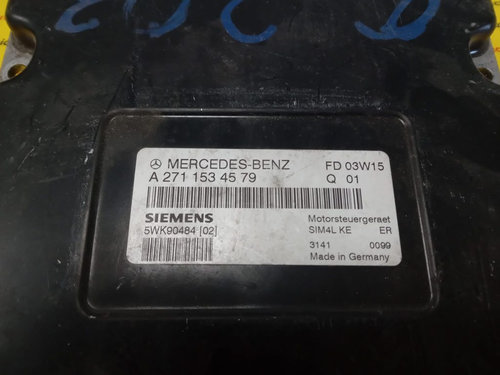 MERCEDES-BENZ FD 03W15
A 271 153 45 79 Q 01
SIEMENS Motorsteuergeraet
5WK90484 [02] SIM4L KE ER
3141 0099
Made in Germany